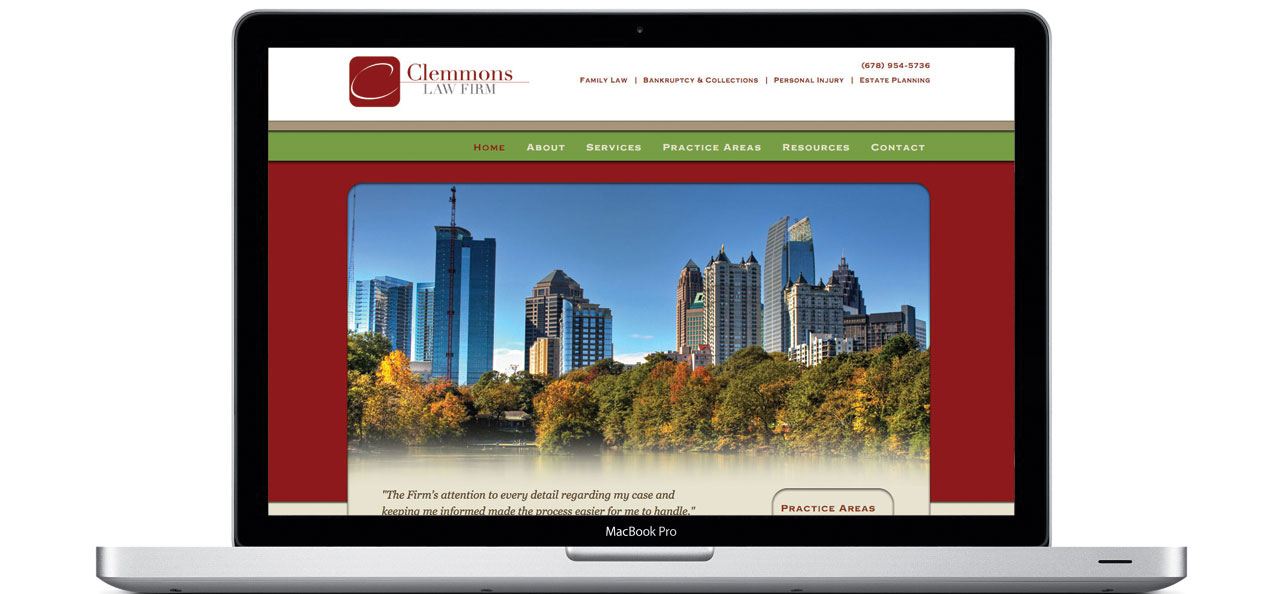 Clemmons
LAW FIRM
(678) 954-5736
Family Law | Bankruptcy & Collections | Personal Injury | Estate Planning
Home About Services Practice Areas Resources Contact
"The Firm's attention to every detail regarding my case and
keeping me informed made the process easier for me to handle."
Practice Areas
MacBook Pro